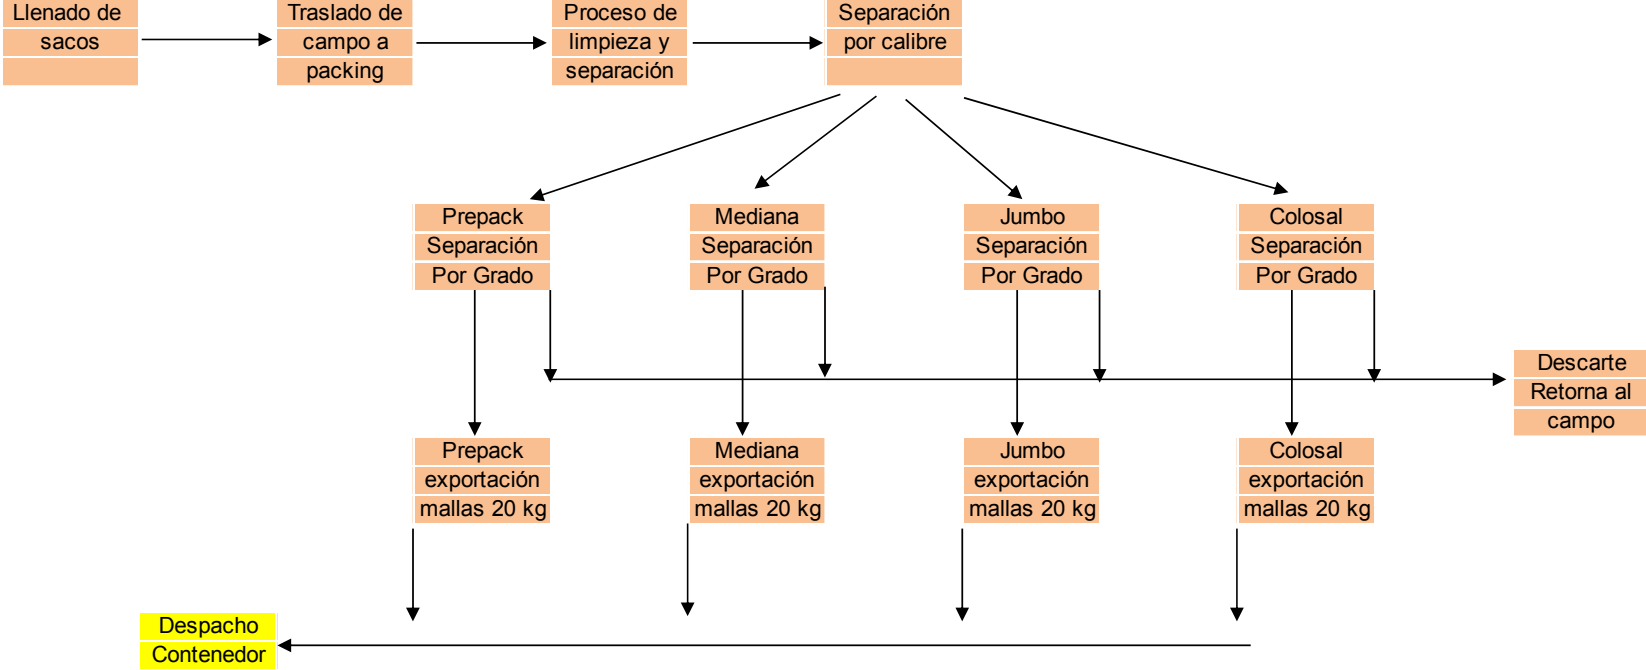 Llenado de
sacos
Traslado de
campo a
packing
Proceso de
limpieza y
separación
Separación
por calibre
Prepack
Separación
Por Grado
Mediana
Separación
Por Grado
Jumbo
Separación
Por Grado
Colosal
Separación
Por Grado
Descarte
Retorna al
campo
Prepack
exportación
mallas 20 kg
Mediana
exportación
mallas 20 kg
Jumbo
exportación
mallas 20 kg
Colosal
exportación
mallas 20 kg
Despacho
Contenedor